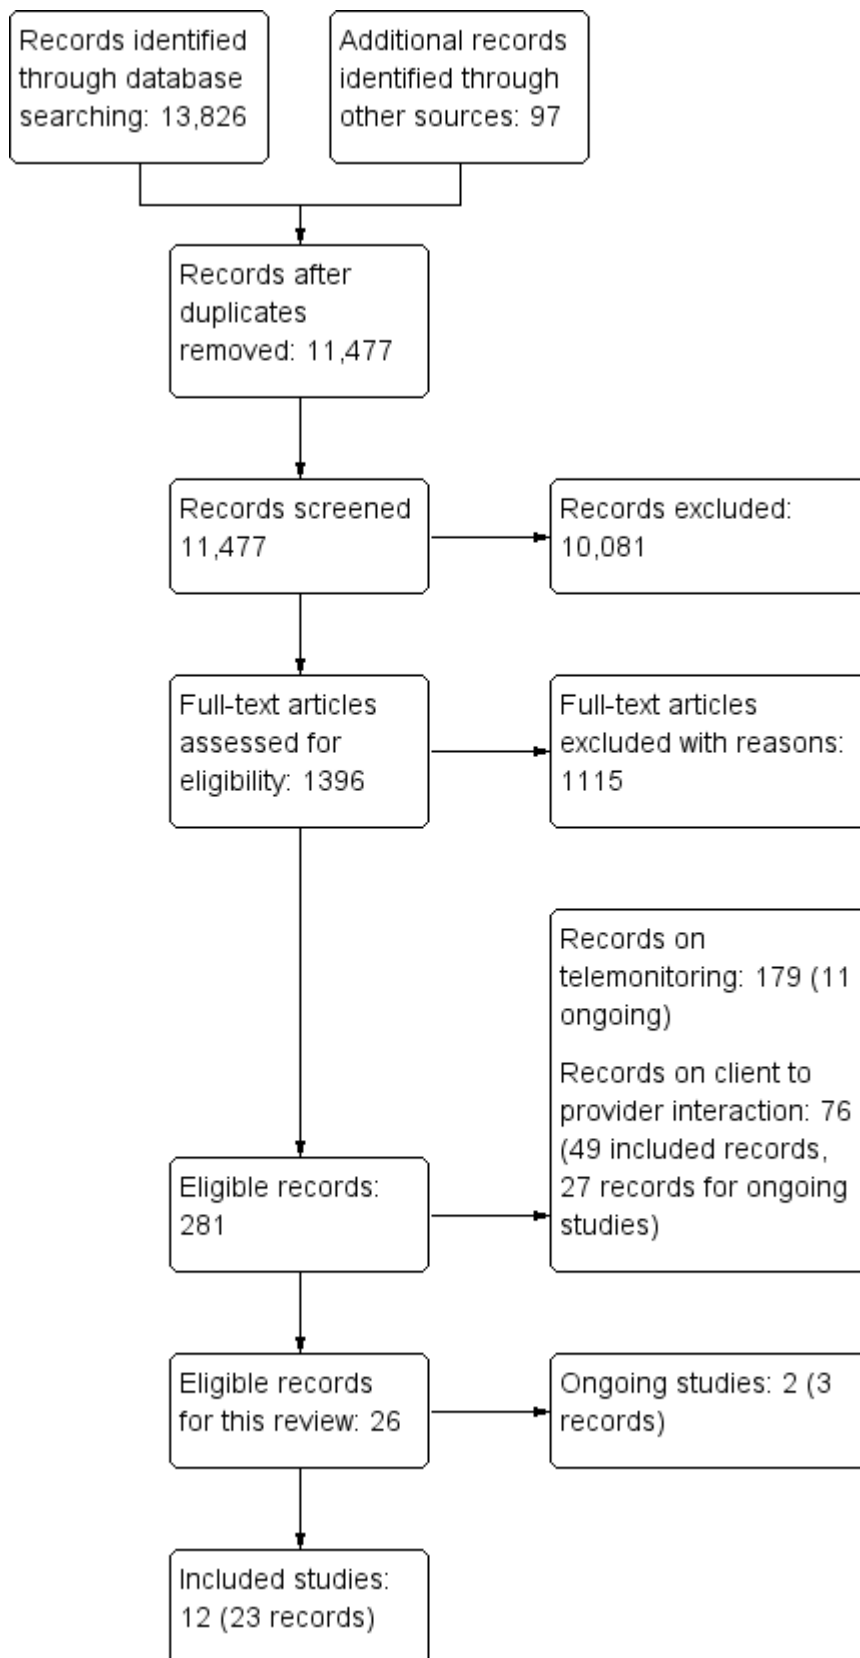 Records identified
through database
searching: 13,826
Additional records
identified through
other sources: 97
Records after
duplicates
removed: 11,477
Records screened
11,477
Records excluded:
10,081
Full-text articles
assessed for
eligibility: 1396
Full-text articles
excluded with reasons:
1115
Records on
telemonitoring: 179 (11
ongoing)
Records on client to
provider interaction: 76
(49 included records,
27 records for ongoing
studies)
Eligible records:
281
Eligible records
for this review: 26
Ongoing studies: 2 (3
records)
Included studies:
12 (23 records)